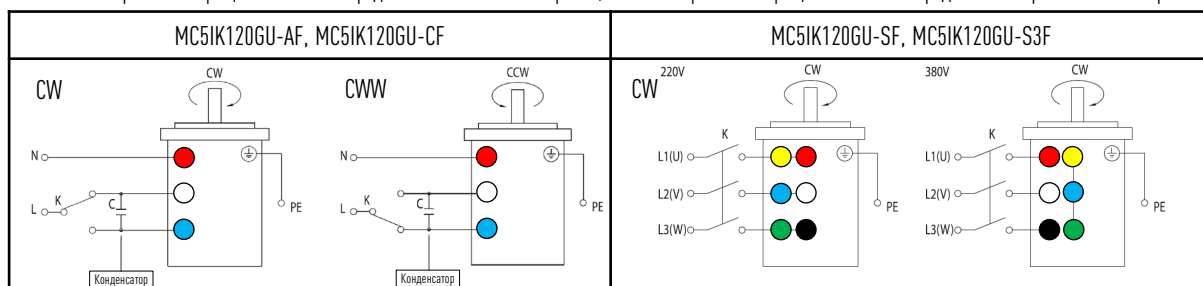 MC5IK120GU-AF, MC5IK120GU-CF
MC5IK120GU-SF, MC5IK120GU-S3F
CW
CW
N
L
K
C
PE
Конденсатор
CWW
CCW
N
L
K
C
PE
Конденсатор
CW
220V
CW
K
L1(U)
L2(V)
L3(W)
PE
380V
CW
K
L1(U)
L2(V)
L3(W)
PE